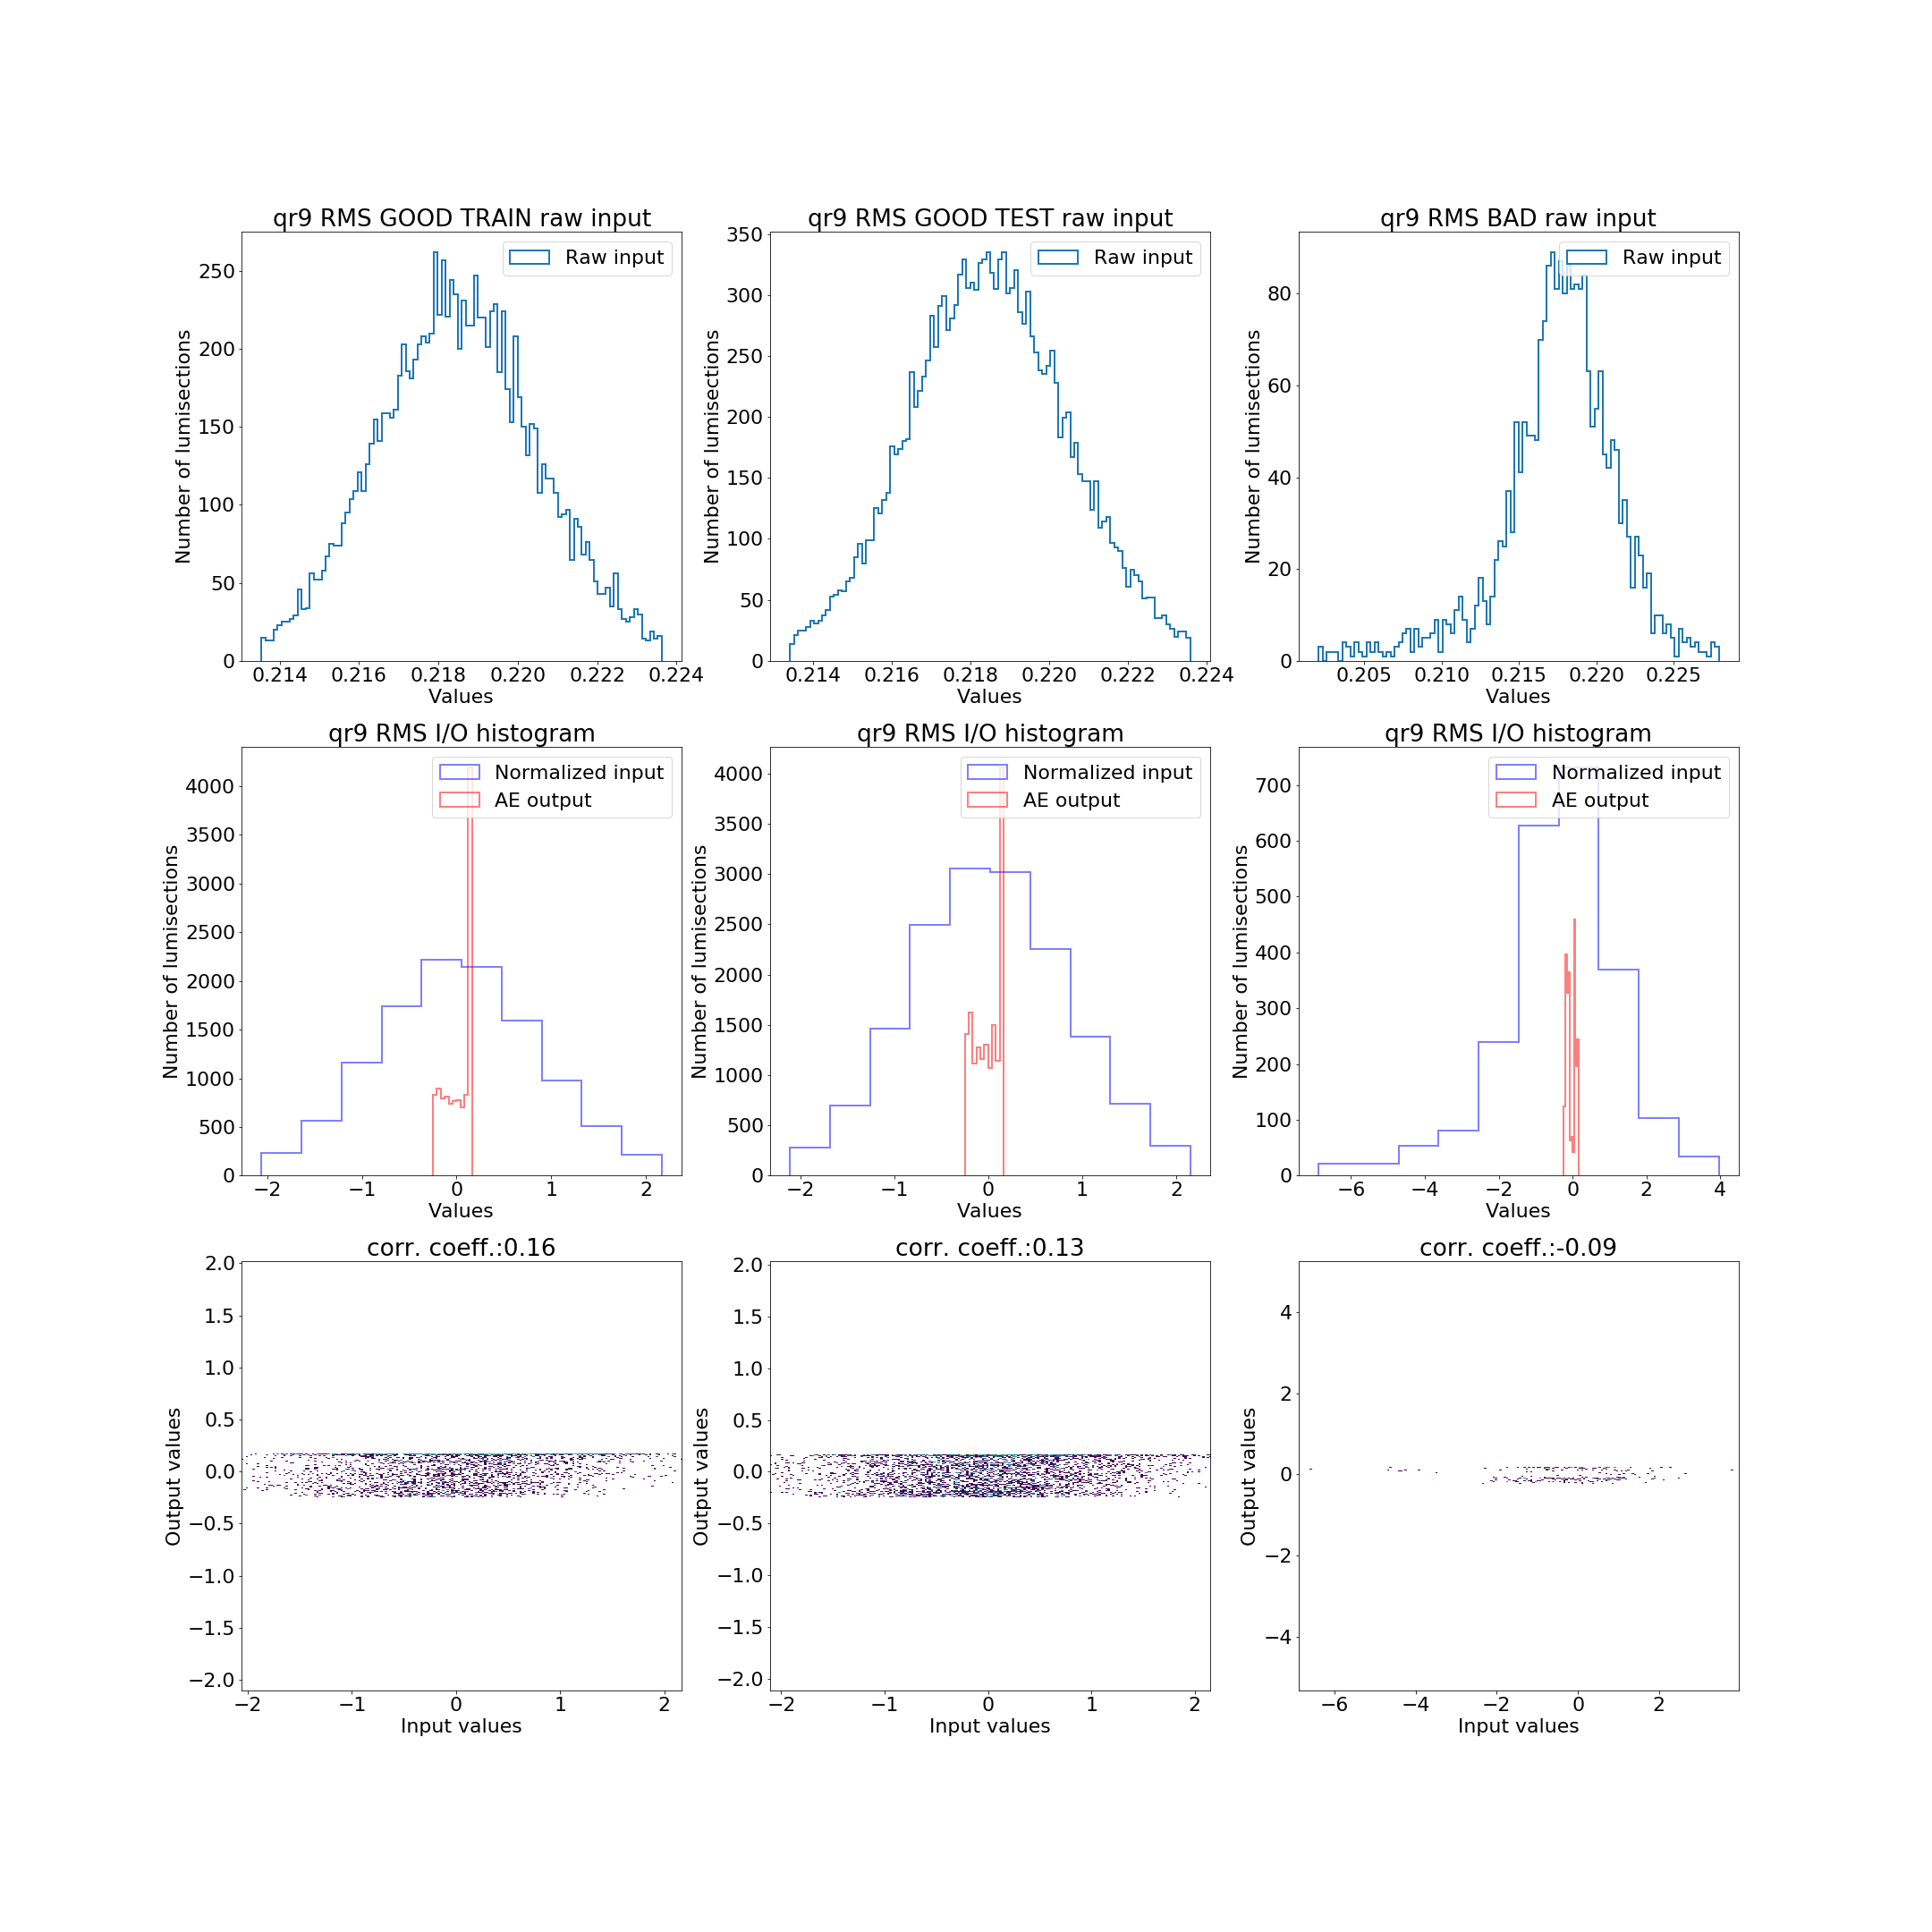 qr9 RMS GOOD TRAIN raw input
qr9 RMS GOOD TEST raw input
qr9 RMS BAD raw input
Raw input
Raw input
Raw input
Number of lumisections
Number of lumisections
Number of lumisections
250
200
150
100
50
0
350
300
250
200
150
100
50
0
80
60
40
20
0
0.214 0.216 0.218 0.220 0.222 0.224
0.214 0.216 0.218 0.220 0.222 0.224
0.205 0.210 0.215 0.220 0.225
Values
Values
Values
qr9 RMS I/O histogram
qr9 RMS I/O histogram
qr9 RMS I/O histogram
Normalized input
AE output
Normalized input
AE output
Normalized input
AE output
Number of lumisections
Number of lumisections
Number of lumisections
4000
3500
3000
2500
2000
1500
1000
500
0
4000
3500
3000
2500
2000
1500
1000
500
0
700
600
500
400
300
200
100
0
−2 −1 0 1 2
−2 −1 0 1 2
−6 −4 −2 0 2 4
Values
Values
Values
corr. coeff.:0.16
corr. coeff.:0.13
corr. coeff.:-0.09
Output values
Output values
Output values
2.0
1.5
1.0
0.5
0.0
−0.5
−1.0
−1.5
−2.0
2.0
1.5
1.0
0.5
0.0
−0.5
−1.0
−1.5
−2.0
4
2
0
−2
−4
−2 −1 0 1 2
−2 −1 0 1 2
−6 −4 −2 0 2
Input values
Input values
Input values